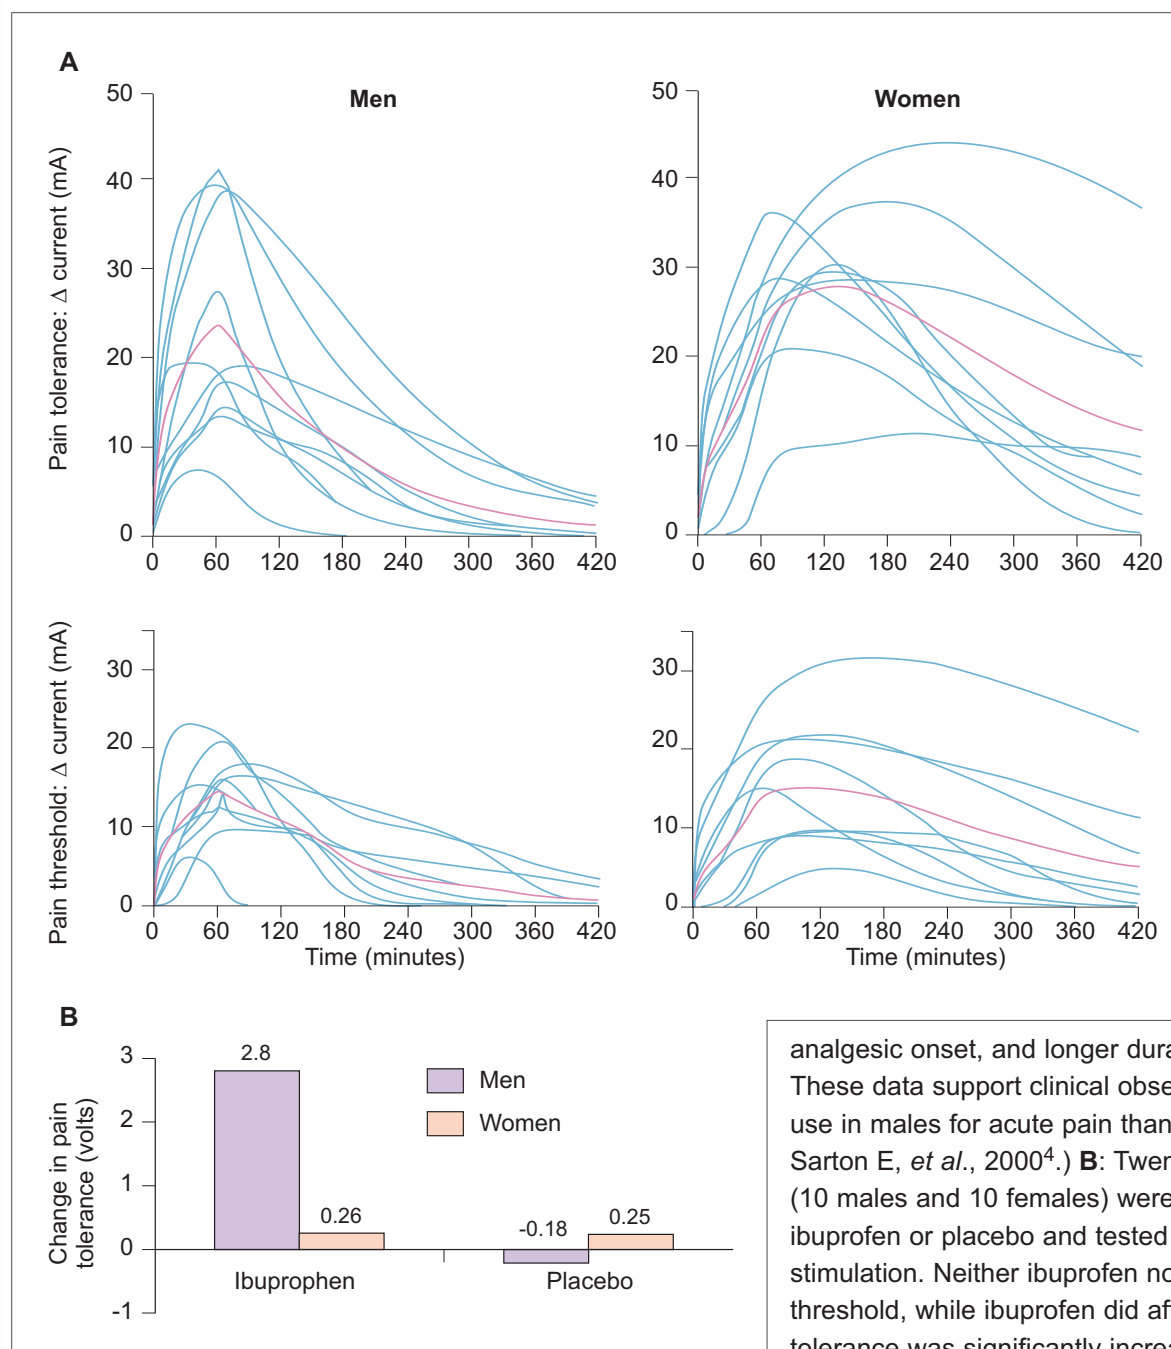 A
Men
Women
Pain tolerance: Δ current (mA)
50
40
30
20
10
0
0 60 120 180 240 300 360 420
50
40
30
20
10
0
0 60 120 180 240 300 360 420
Pain threshold: Δ current (mA)
30
20
10
0
0 60 120 180 240 300 360 420
Time (minutes)
30
20
10
0
0 60 120 180 240 300 360 420
Time (minutes)
B
Change in pain
tolerance (volts)
3
2
1
0
-1
2.8
0.26
-0.18
0.25
Men
Women
Ibuprophen
Placebo
analgesic onset, and longer dura
These data support clinical obse
use in males for acute pain than
Sarton E, et al., 2000⁴.) B: Twen
(10 males and 10 females) were
ibuprofen or placebo and tested
stimulation. Neither ibuprofen no
threshold, while ibuprofen did aff
tolerance was significantly increa